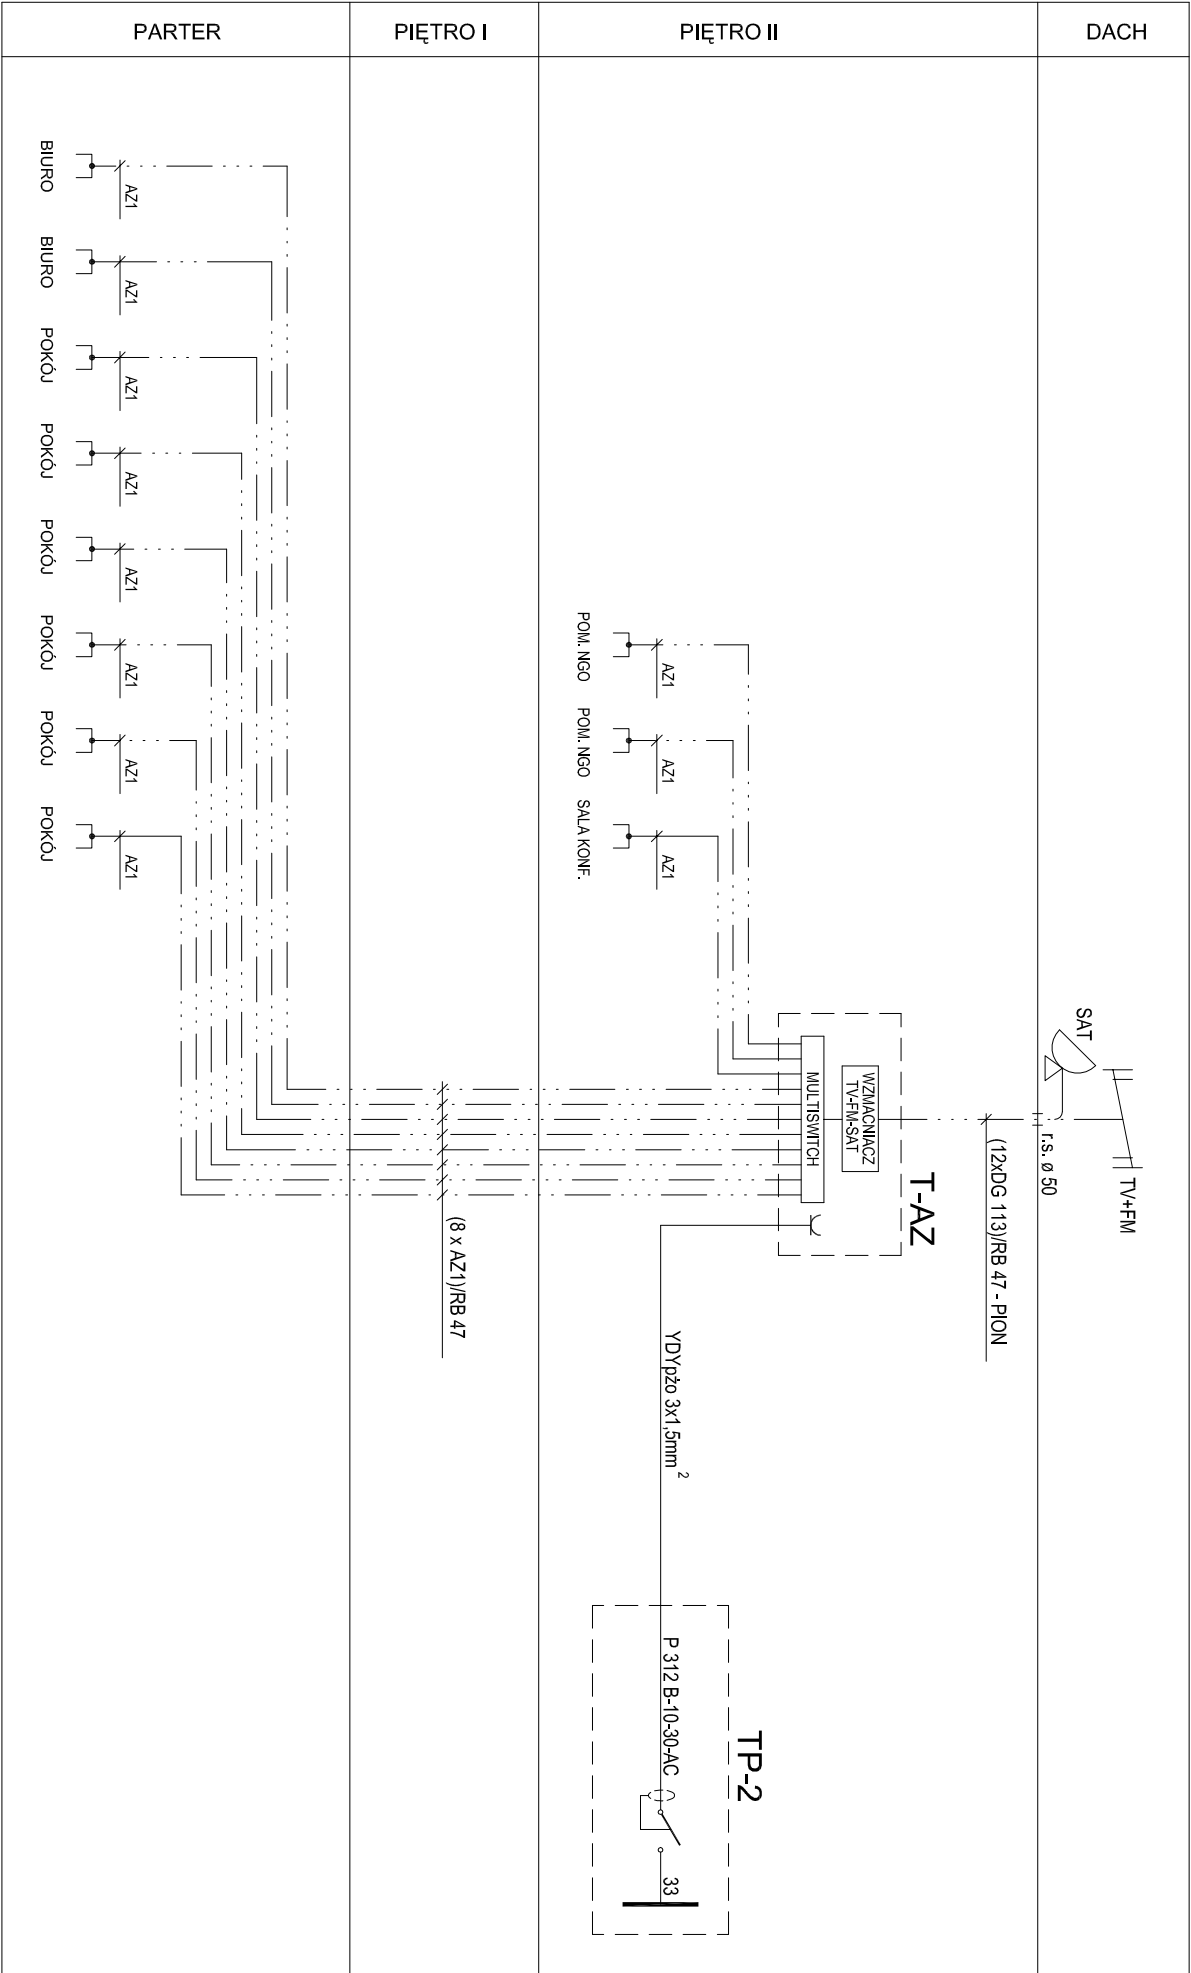 PARTER
PIĘTRO I
PIĘTRO II
DACH
BIURO
AZ1
BIURO
AZ1
POKÓJ
AZ1
POKÓJ
AZ1
POKÓJ
AZ1
POKÓJ
AZ1
POKÓJ
AZ1
POKÓJ
AZ1
(8 x AZ1)/RB 47
POM. NGO
AZ1
POM. NGO
AZ1
SALA KONF.
AZ1
MULTISWITCH
WZMACNIACZ
TV-FM-SAT
T-AZ
(12xDG 113)/RB 47 - PION
r.s. ø 50
SAT
TV+FM
YDYpżo 3x1,5mm ²
TP-2
P 312 B-10-30-AC
33